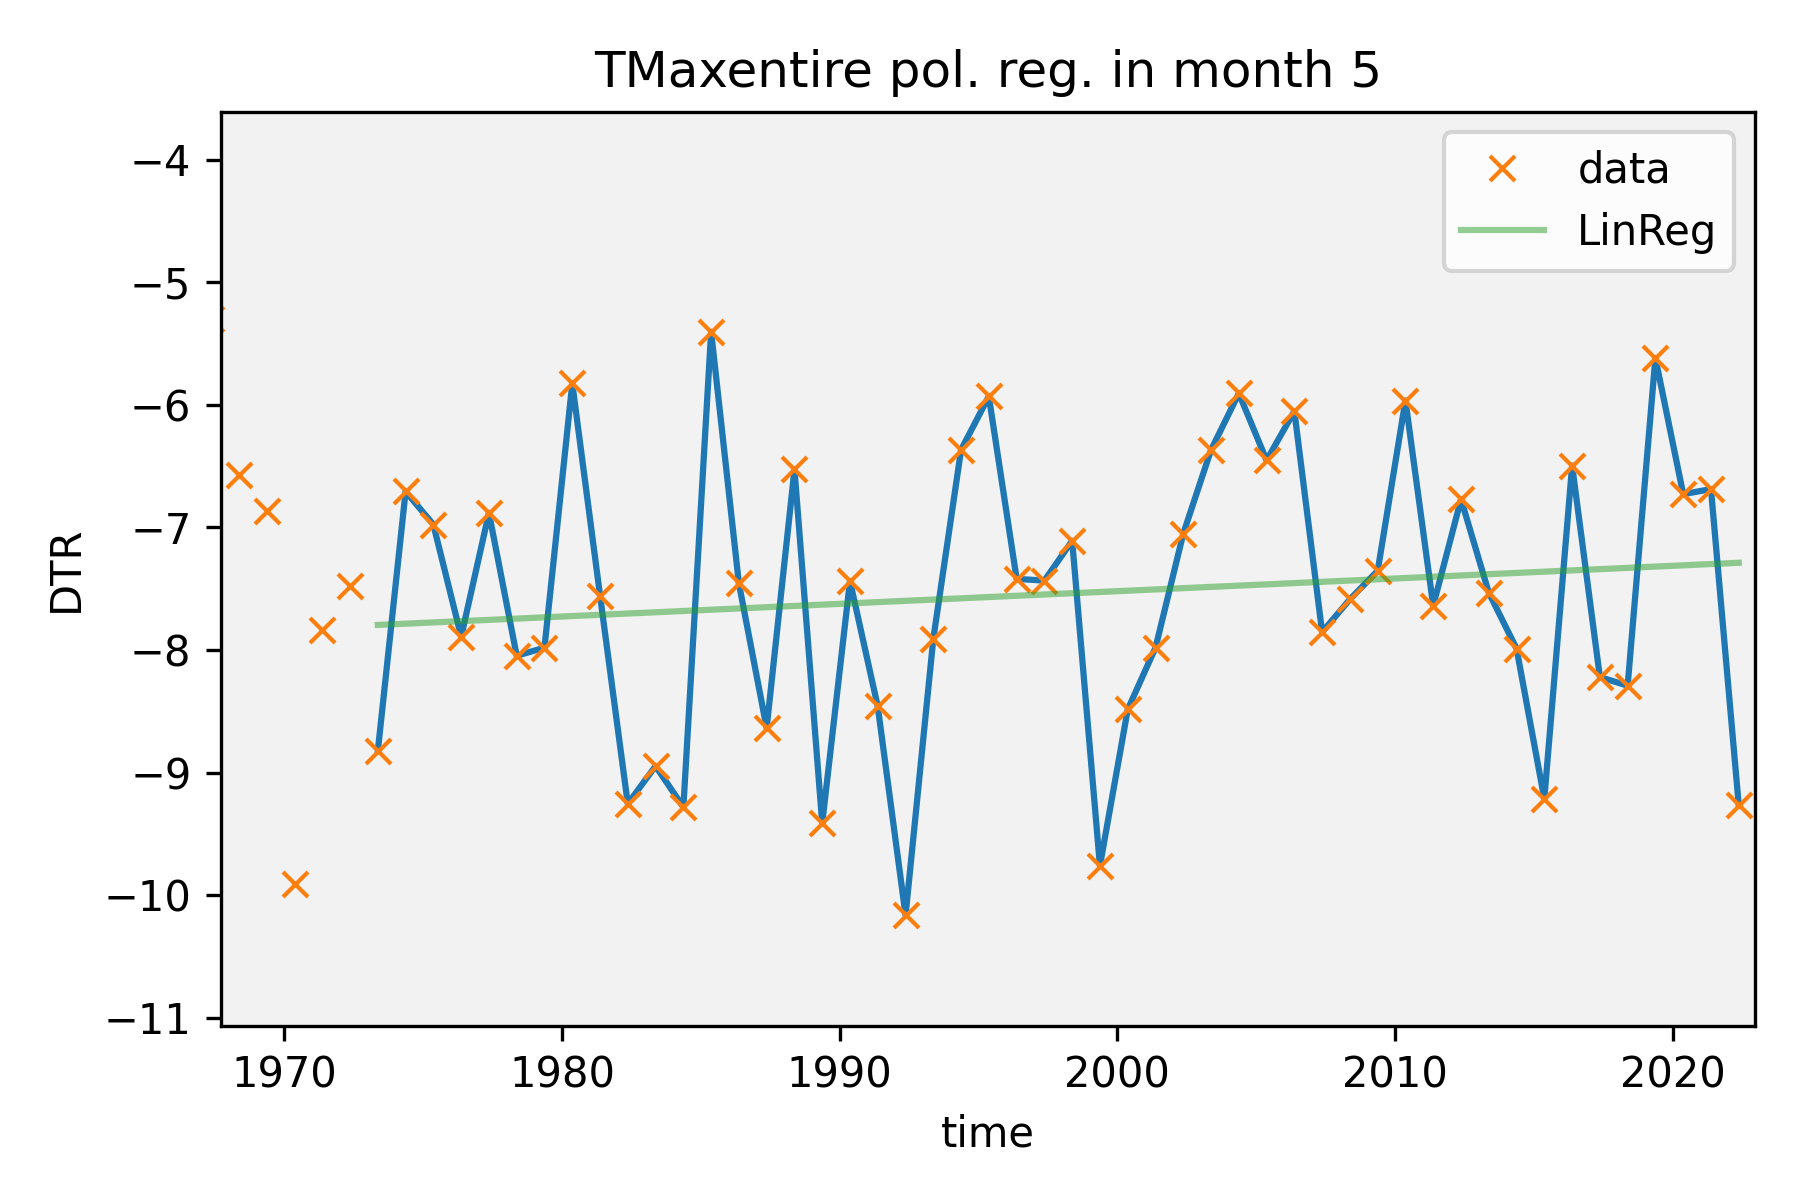 TMaxentire pol. reg. in month 5
data
LinReg
DTR
−4
−5
−6
−7
−8
−9
−10
−11
1970 1980 1990 2000 2010 2020
time